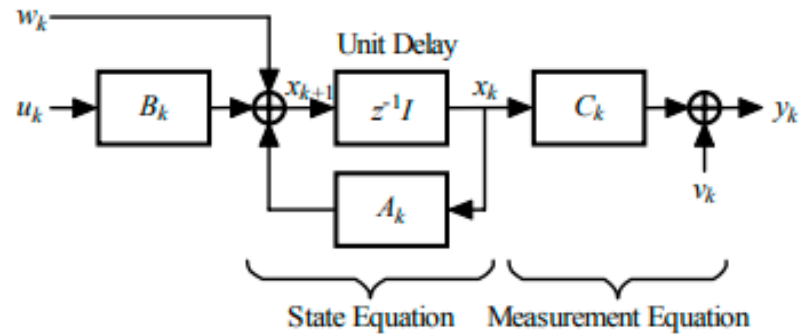 w_k
Unit Delay
u_k
B_k
x_{k+1}
z^{-1}I
x_k
C_k
y_k
A_k
v_k
State Equation
Measurement Equation